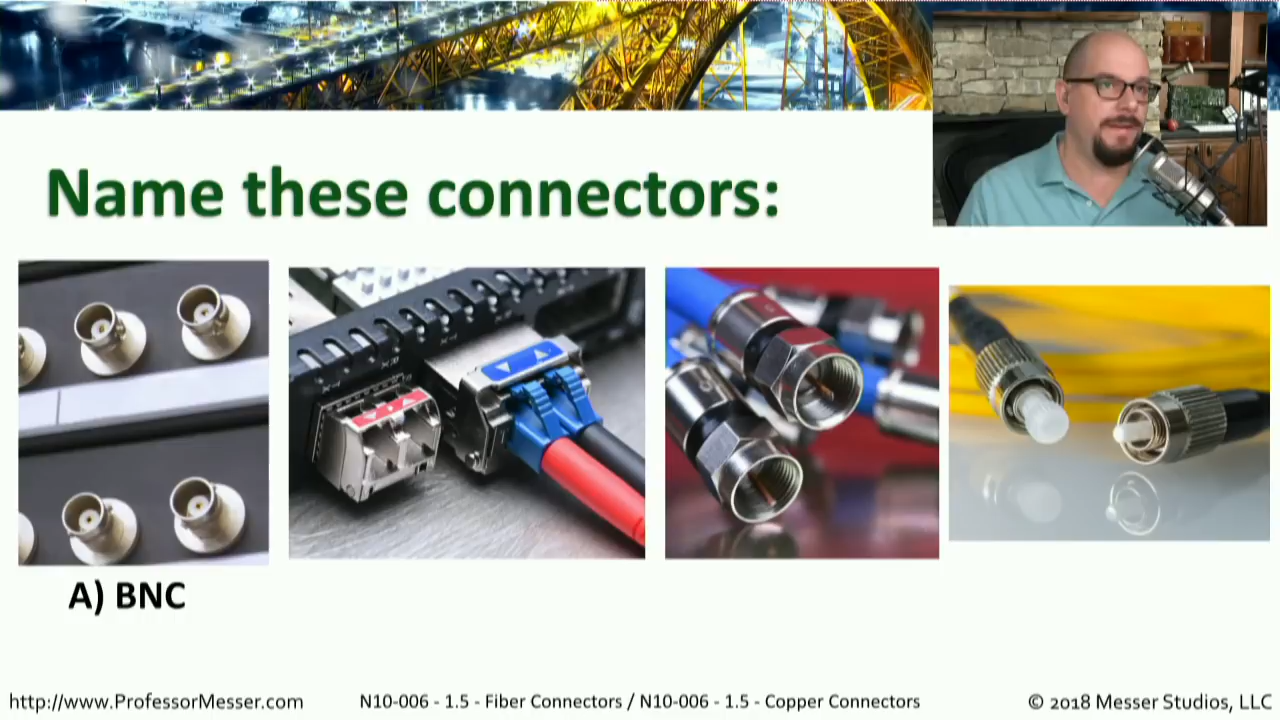 Name these connectors:
A) BNC
http://www.ProfessorMesser.com
N10-006 - 1.5 - Fiber Connectors / N10-006 - 1.5 - Copper Connectors
© 2018 Messer Studios, LLC